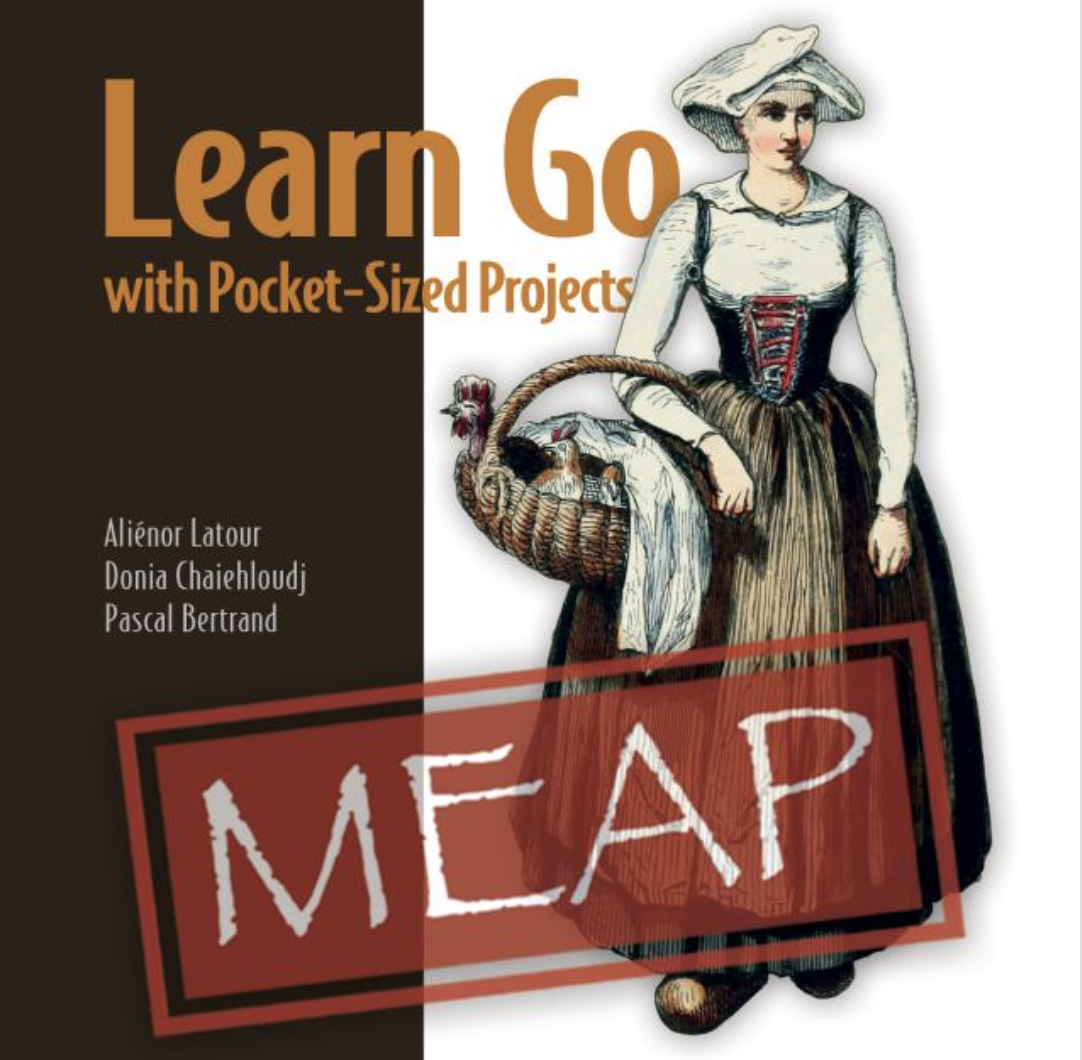 Learn Go
with Pocket-Sized Projects
Aliénor Latour
Donia Chaiehloudj
Pascal Bertrand
MEAP